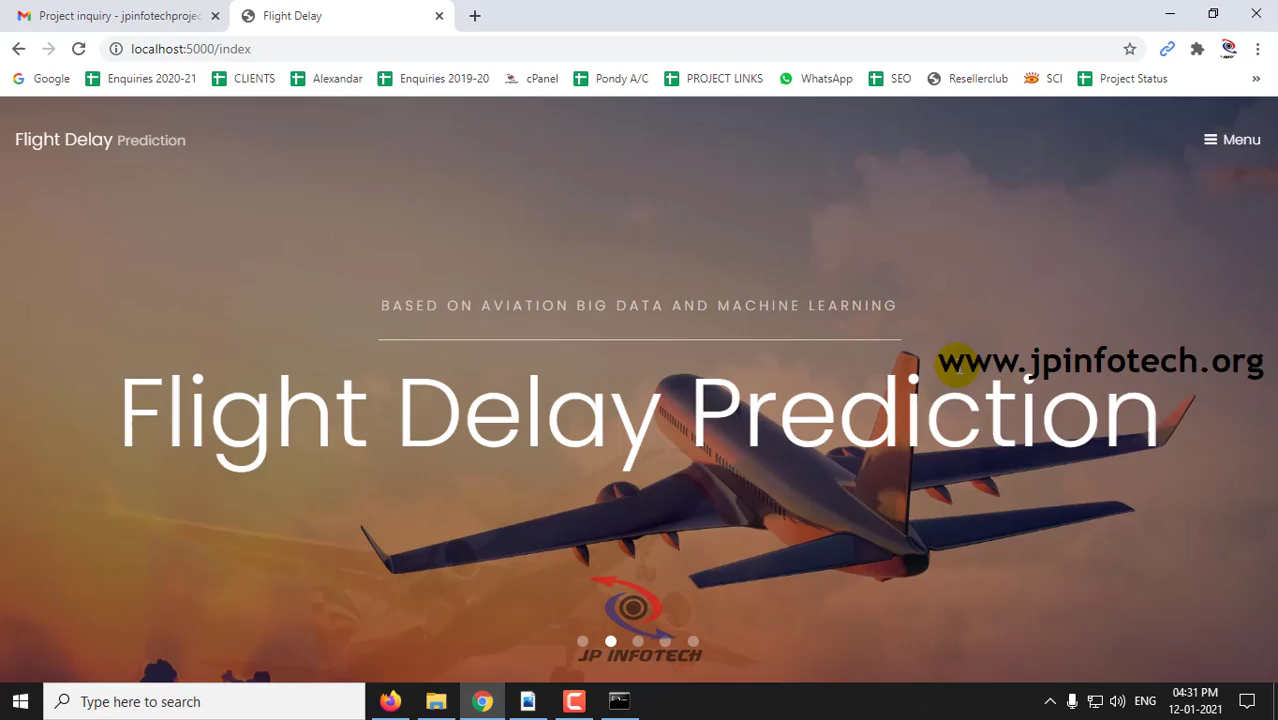 Project inquiry - jpinfotechprojec
Flight Delay
localhost:5000/index
Google
Enquiries 2020-21
CLIENTS
Alexandar
Enquiries 2019-20
cPanel
Pondy A/C
PROJECT LINKS
WhatsApp
SEO
Resellerclub
SCI
Project Status
»
Flight Delay Prediction
Menu
BASED ON AVIATION BIG DATA AND MACHINE LEARNING
www.jpinfotech.org
Flight Delay Prediction
JP INFOTECH
Type here to search
ENG
04:31 PM
12-01-2021